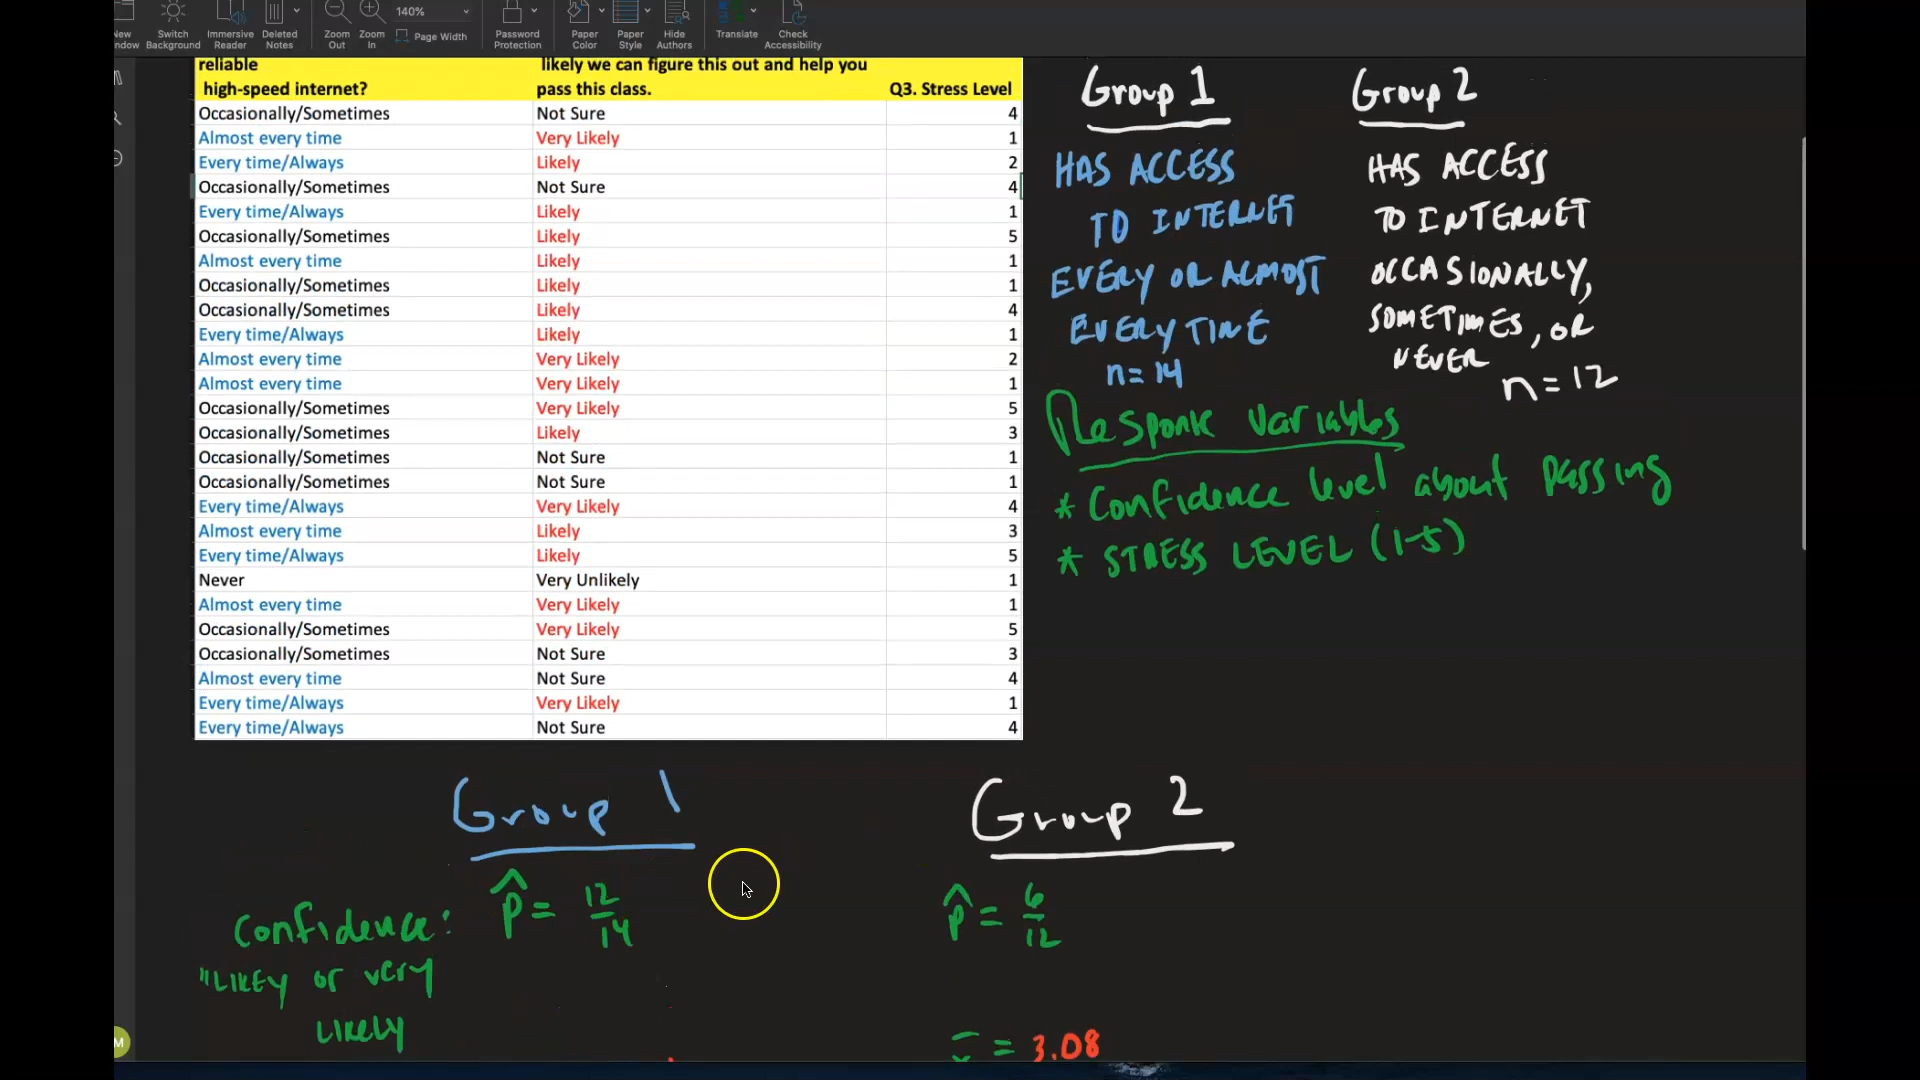 New
Window
Switch
Background
Immersive
Reader
Deleted
Notes
Zoom
Out
Zoom
In
140%
Page Width
Password
Protection
Paper
Color
Paper
Style
Hide
Authors
Translate
Check
Accessibility
reliable
high-speed internet?
likely we can figure this out and help you
pass this class.
Q3. Stress Level
Occasionally/Sometimes Not Sure 4
Almost every time Very Likely 1
Every time/Always Likely 2
Occasionally/Sometimes Not Sure 4
Every time/Always Likely 1
Occasionally/Sometimes Likely 5
Almost every time Likely 1
Occasionally/Sometimes Likely 1
Occasionally/Sometimes Likely 4
Every time/Always Likely 1
Almost every time Very Likely 2
Almost every time Very Likely 1
Occasionally/Sometimes Very Likely 5
Occasionally/Sometimes Likely 3
Occasionally/Sometimes Not Sure 1
Occasionally/Sometimes Not Sure 1
Every time/Always Very Likely 4
Almost every time Likely 3
Every time/Always Likely 5
Never Very Unlikely 1
Almost every time Very Likely 1
Occasionally/Sometimes Very Likely 5
Occasionally/Sometimes Not Sure 3
Almost every time Not Sure 4
Every time/Always Very Likely 1
Every time/Always Not Sure 4
Group 1
HAS ACCESS
TO INTERNET
EVERY OR ALMOST
EVERY TIME
n=14
Group 2
HAS ACCESS
TO INTERNET
OCCASIONALLY,
SOMETIMES, OR
NEVER
n=12
Response Variables
* Confidence level about passing
* STRESS LEVEL (1-5)
Group 1
Group 2
p̂ = 12/14
p̂ = 6/12
Confidence:
"LIKELY or very
Likely
= 3.08
M